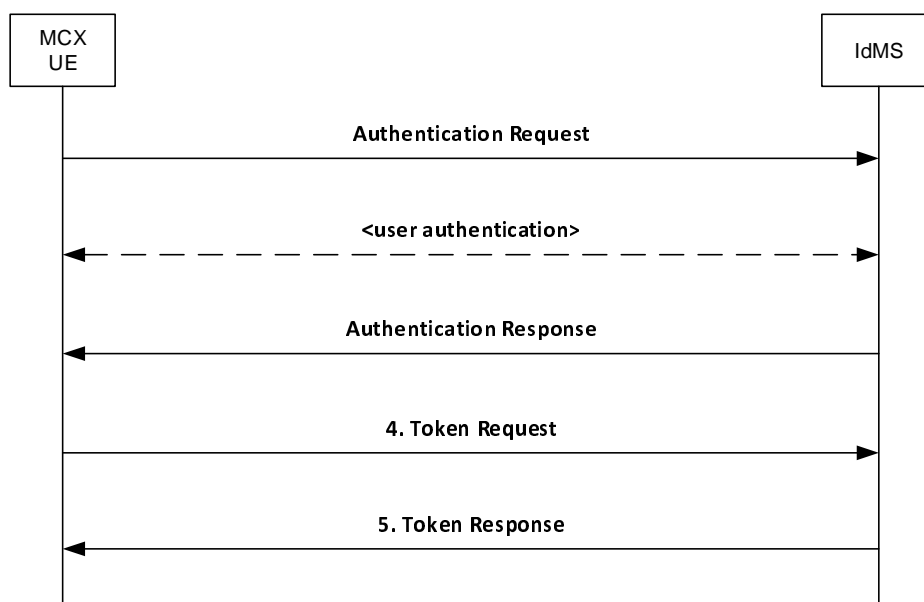 MCX
UE
IdMS
Authentication Request
<user authentication>
Authentication Response
4. Token Request
5. Token Response